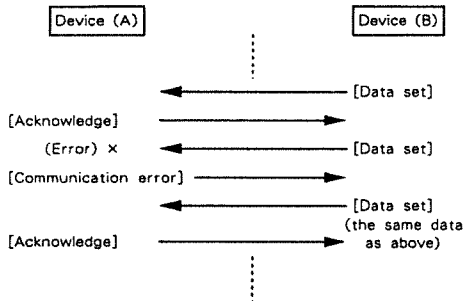 Device (A) Device (B)
[Data set]
[Acknowledge]
(Error) × [Data set]
[Communication error]
[Data set]
(the same data
as above)
[Acknowledge]